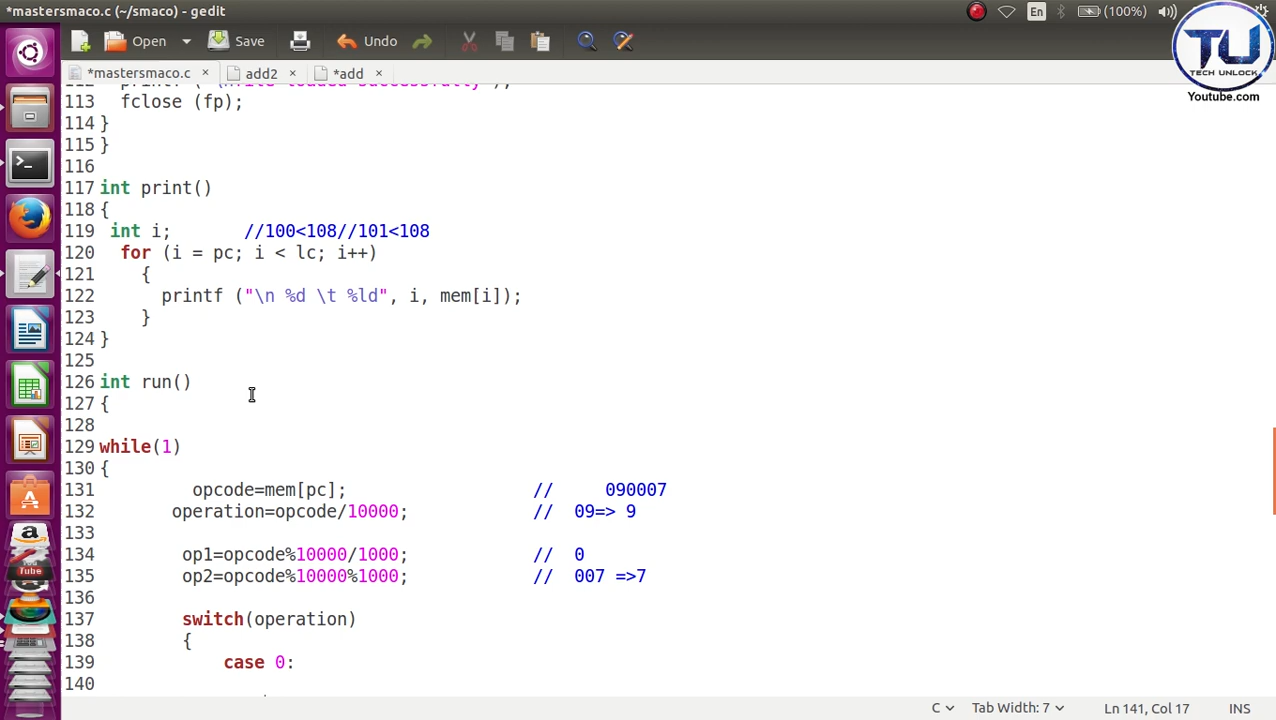 *mastersmaco.c (~/smaco) - gedit
En
(100%)
Open
Save
Undo
TU
TECH UNLOCK
Youtube.com
*mastersmaco.c × add2 × *add ×
113 fclose (fp);
114 }
115 }
116
117 int print()
118 {
119 int i; //100<108//101<108
120 for (i = pc; i < lc; i++)
121 {
122 printf ("\n %d \t %ld", i, mem[i]);
123 }
124 }
125
126 int run()
127 {
128
129 while(1)
130 {
131 opcode=mem[pc]; // 090007
132 operation=opcode/10000; // 09=> 9
133
134 op1=opcode%10000/1000; // 0
135 op2=opcode%10000%1000; // 007 =>7
136
137 switch(operation)
138 {
139 case 0:
140
C
Tab Width: 7
Ln 141, Col 17
INS